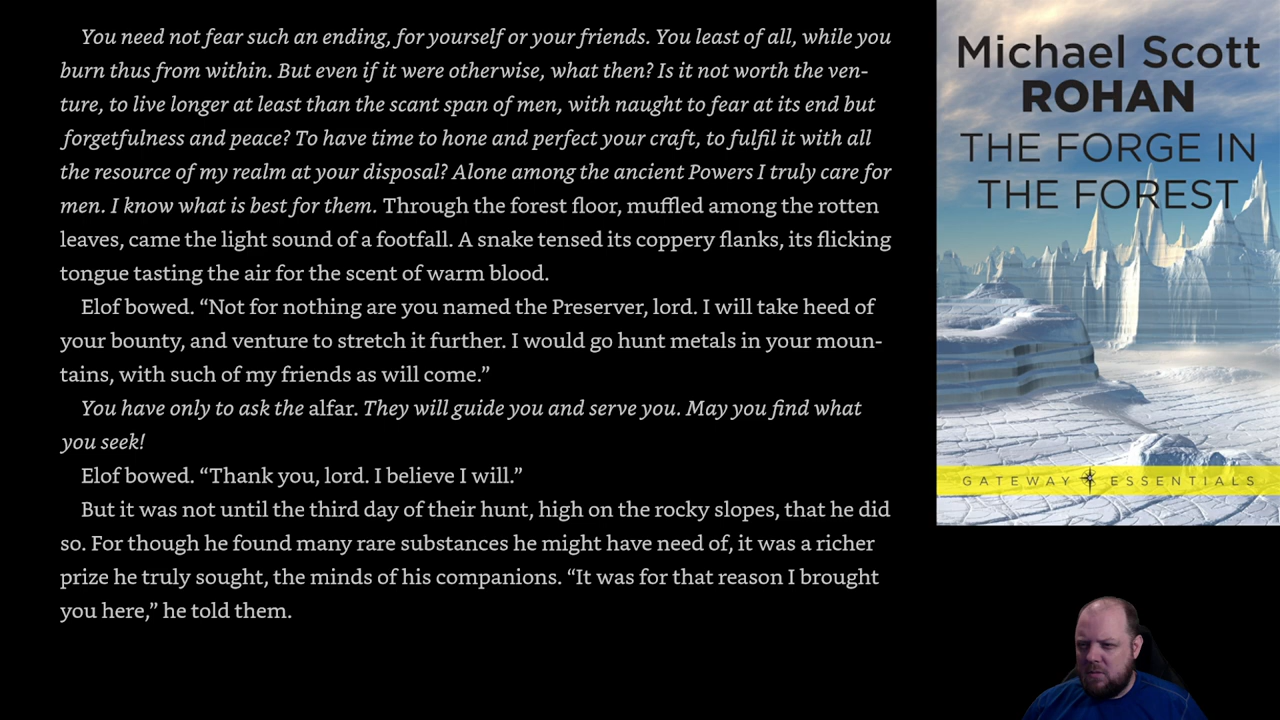 You need not fear such an ending, for yourself or your friends. You least of all, while you
burn thus from within. But even if it were otherwise, what then? Is it not worth the ven-
ture, to live longer at least than the scant span of men, with naught to fear at its end but
forgetfulness and peace? To have time to hone and perfect your craft, to fulfil it with all
the resource of my realm at your disposal? Alone among the ancient Powers I truly care for
men. I know what is best for them. Through the forest floor, muffled among the rotten
leaves, came the light sound of a footfall. A snake tensed its coppery flanks, its flicking
tongue tasting the air for the scent of warm blood.
Elof bowed. “Not for nothing are you named the Preserver, lord. I will take heed of
your bounty, and venture to stretch it further. I would go hunt metals in your moun-
tains, with such of my friends as will come.”
You have only to ask the alfar. They will guide you and serve you. May you find what
you seek!
Elof bowed. “Thank you, lord. I believe I will.”
But it was not until the third day of their hunt, high on the rocky slopes, that he did
so. For though he found many rare substances he might have need of, it was a richer
prize he truly sought, the minds of his companions. “It was for that reason I brought
you here,” he told them.
Michael Scott
ROHAN
THE FORGE IN
THE FOREST
GATEWAY ESSENTIALS